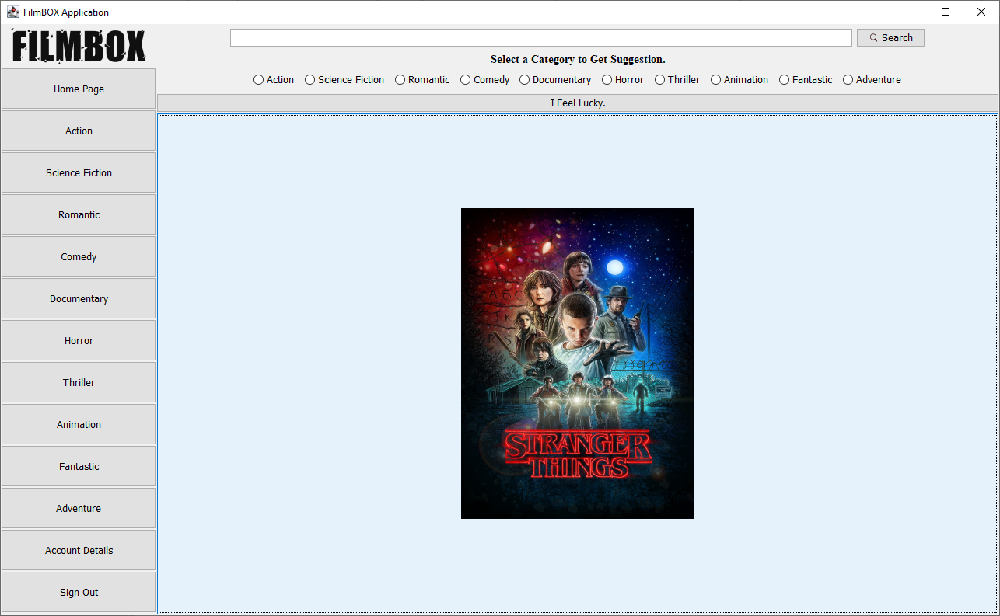 FilmBOX Application
FILMBOX
Search
Select a Category to Get Suggestion.
Action Science Fiction Romantic Comedy Documentary Horror Thriller Animation Fantastic Adventure
I Feel Lucky.
Home Page
Action
Science Fiction
Romantic
Comedy
Documentary
Horror
Thriller
Animation
Fantastic
Adventure
Account Details
Sign Out
A B C
J K
R S
STRANGER
THINGS